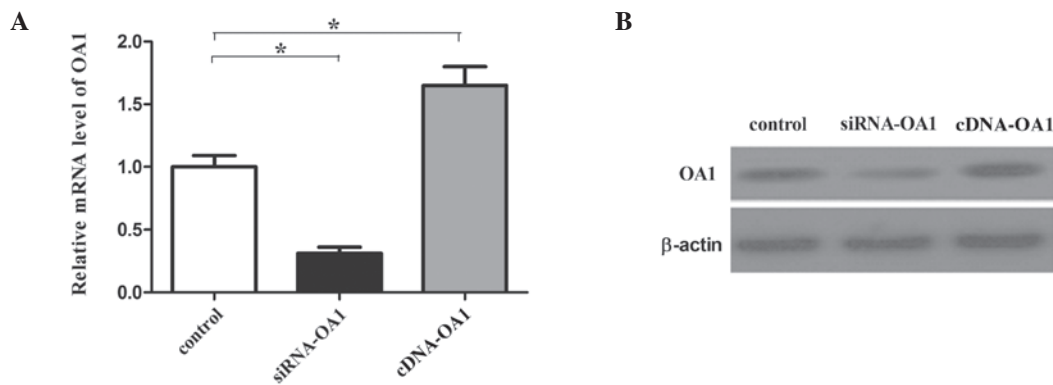 A
Relative mRNA level of OA1
2.0
1.5
1.0
0.5
0.0
*
*
control
siRNA-OA1
cDNA-OA1
B
control siRNA-OA1 cDNA-OA1
OA1
β-actin